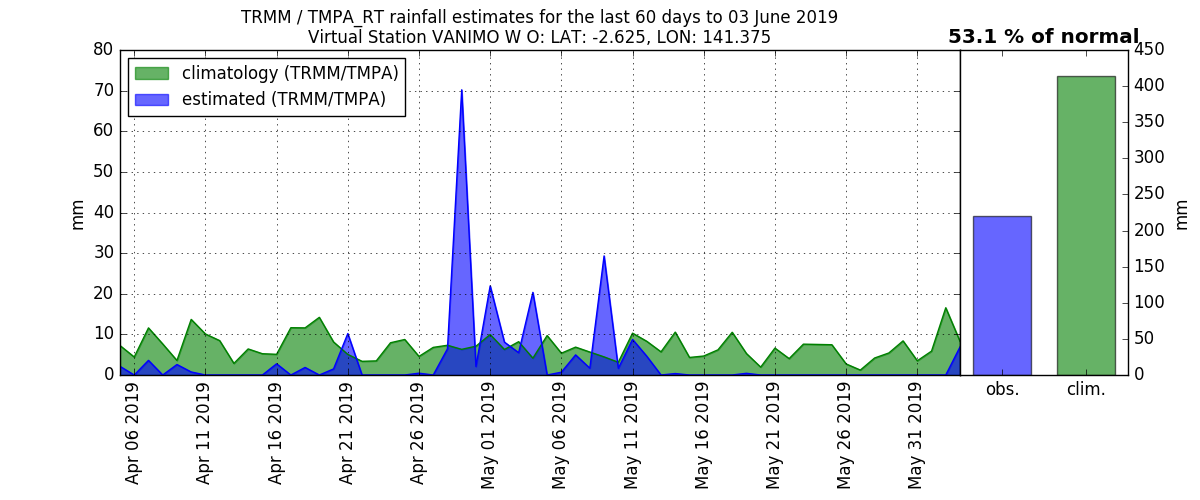 TRMM / TMPA_RT rainfall estimates for the last 60 days to 03 June 2019
Virtual Station VANIMO W O: LAT: -2.625, LON: 141.375
53.1 % of normal
climatology (TRMM/TMPA)
estimated (TRMM/TMPA)
80
70
60
50
40
30
20
10
0
mm
Apr 06 2019
Apr 11 2019
Apr 16 2019
Apr 21 2019
Apr 26 2019
May 01 2019
May 06 2019
May 11 2019
May 16 2019
May 21 2019
May 26 2019
May 31 2019
450
400
350
300
250
200
150
100
50
0
mm
obs.
clim.